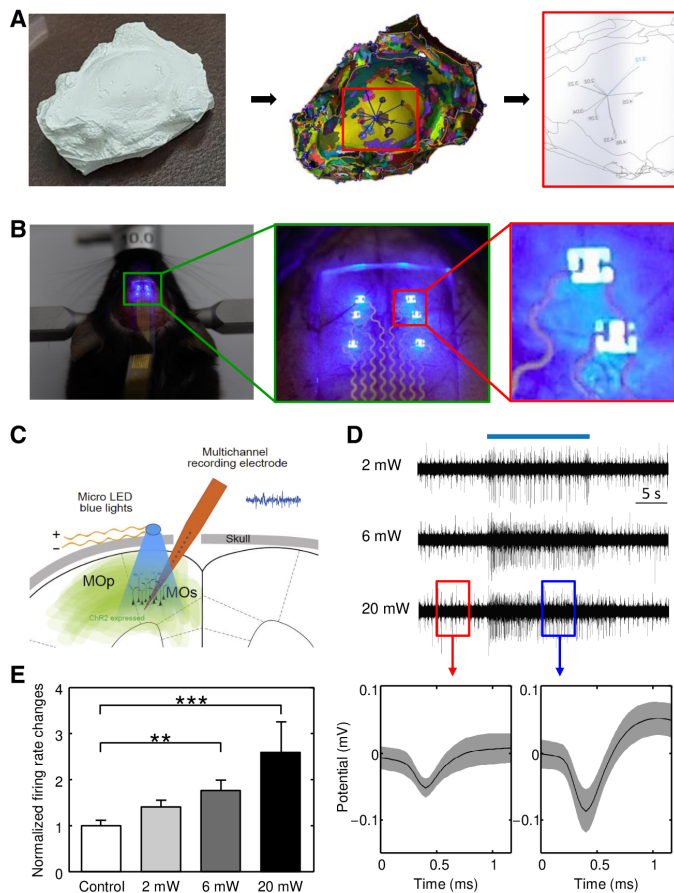 A
B
10.0
C
Multichannel
recording electrode
Micro LED
blue lights
+
−
Skull
MOp
MOs
ChR2 expressed
D
2 mW
5 s
6 mW
20 mW
E
Normalized firing rate changes
4
3
2
1
0
***
**
Control
2 mW
6 mW
20 mW
Potential (mV)
0.1
0
−0.1
0
0.5
1
Time (ms)
0.1
0
−0.1
0
0.5
1
Time (ms)